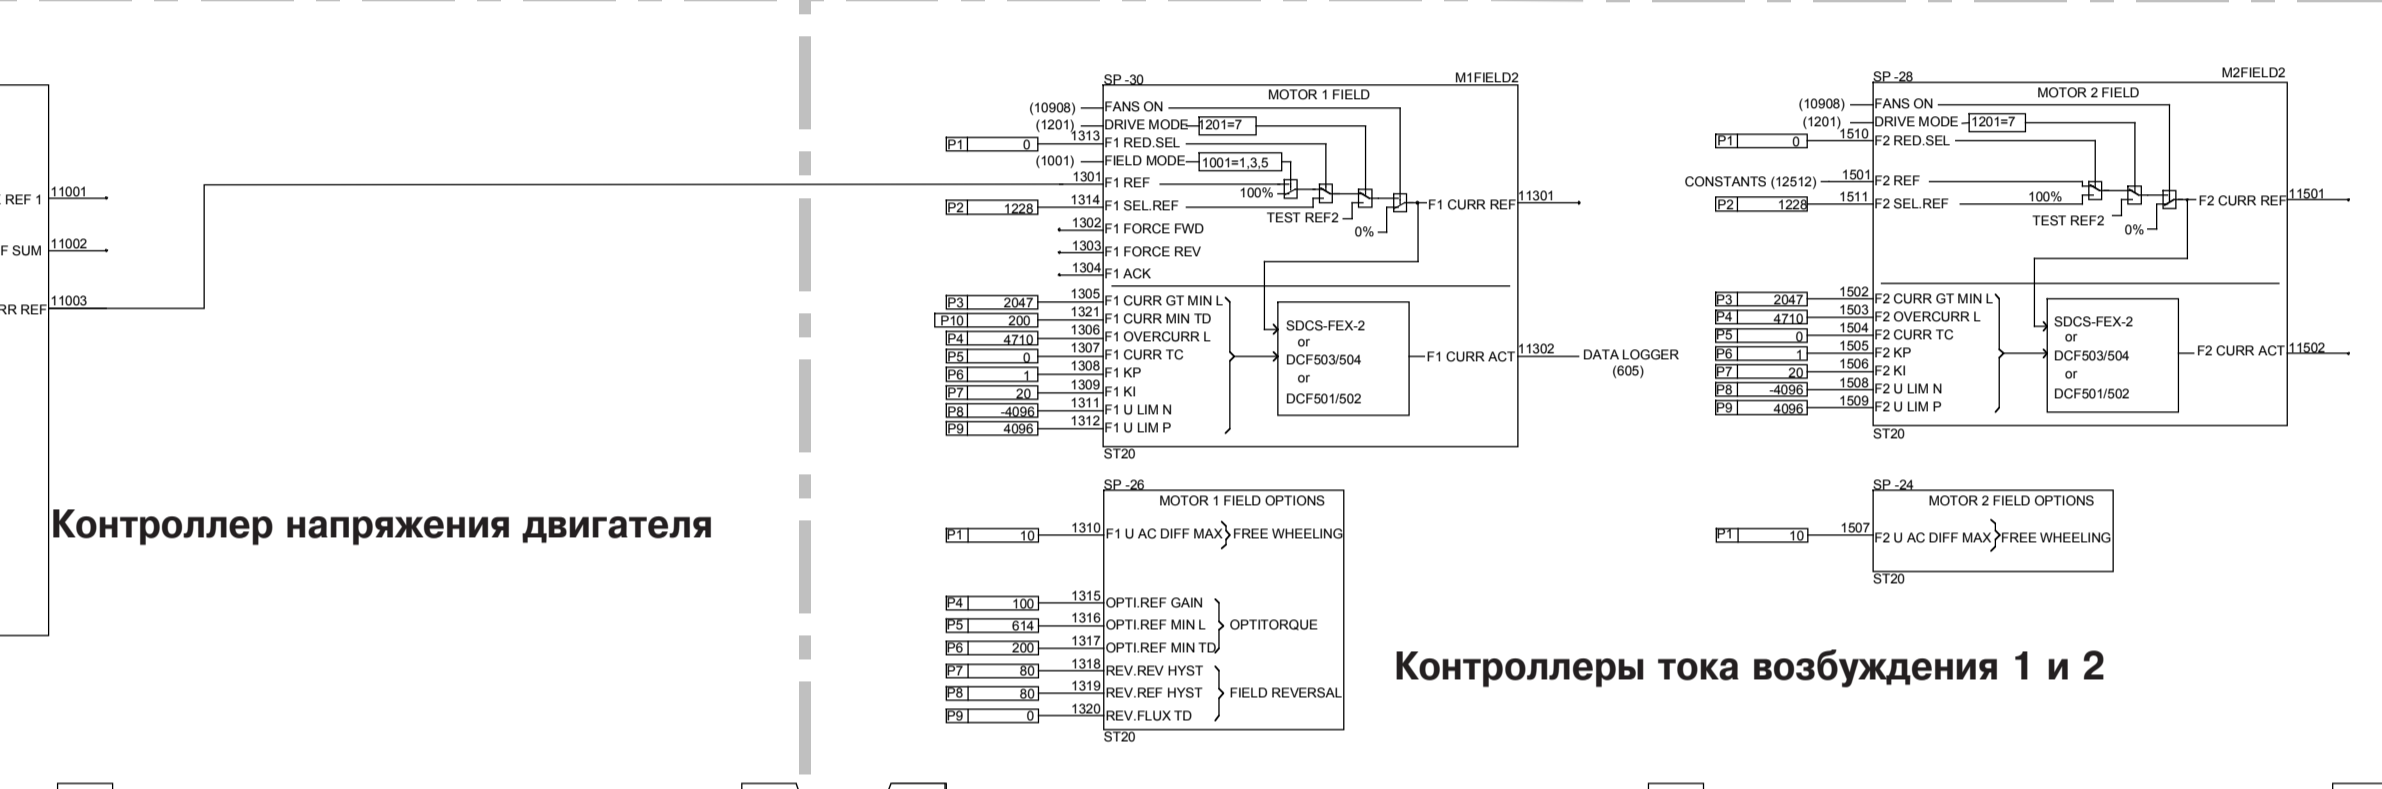 REF 1 11001
F SUM 11002
RR REF 11003
Контроллер напряжения двигателя
SP -30 M1FIELD2
MOTOR 1 FIELD
(10908) FANS ON
(1201) DRIVE MODE 1201=7
P1 0 1313 F1 RED.SEL
(1001) FIELD MODE 1001=1,3,5
1301 F1 REF
100%
P2 1228 1314 F1 SEL.REF
TEST REF2
0%
F1 CURR REF 11301
1302 F1 FORCE FWD
1303 F1 FORCE REV
1304 F1 ACK
P3 2047 1305 F1 CURR GT MIN L
P10 200 1321 F1 CURR MIN TD
P4 4710 1306 F1 OVERCURR L
P5 0 1307 F1 CURR TC
P6 1 1308 F1 KP
P7 20 1309 F1 KI
P8 -4096 1311 F1 U LIM N
P9 4096 1312 F1 U LIM P
SDCS-FEX-2
or
DCF503/504
or
DCF501/502
F1 CURR ACT 11302 DATA LOGGER
(605)
ST20
SP -26
MOTOR 1 FIELD OPTIONS
P1 10 1310 F1 U AC DIFF MAX FREE WHEELING
P4 100 1315 OPTI.REF GAIN
P5 614 1316 OPTI.REF MIN L OPTITORQUE
P6 200 1317 OPTI.REF MIN TD
P7 80 1318 REV.REV HYST
P8 80 1319 REV.REF HYST FIELD REVERSAL
P9 0 1320 REV.FLUX TD
ST20
SP -28 M2FIELD2
MOTOR 2 FIELD
(10908) FANS ON
(1201) DRIVE MODE 1201=7
P1 0 1510 F2 RED.SEL
CONSTANTS (12512) 1501 F2 REF
100%
P2 1228 1511 F2 SEL.REF
TEST REF2
0%
F2 CURR REF 11501
P3 2047 1502 F2 CURR GT MIN L
P4 4710 1503 F2 OVERCURR L
P5 0 1504 F2 CURR TC
P6 1 1505 F2 KP
P7 20 1506 F2 KI
P8 -4096 1508 F2 U LIM N
P9 4096 1509 F2 U LIM P
SDCS-FEX-2
or
DCF503/504
or
DCF501/502
F2 CURR ACT 11502
ST20
SP -24
MOTOR 2 FIELD OPTIONS
P1 10 1507 F2 U AC DIFF MAX FREE WHEELING
ST20
Контроллеры тока возбуждения 1 и 2